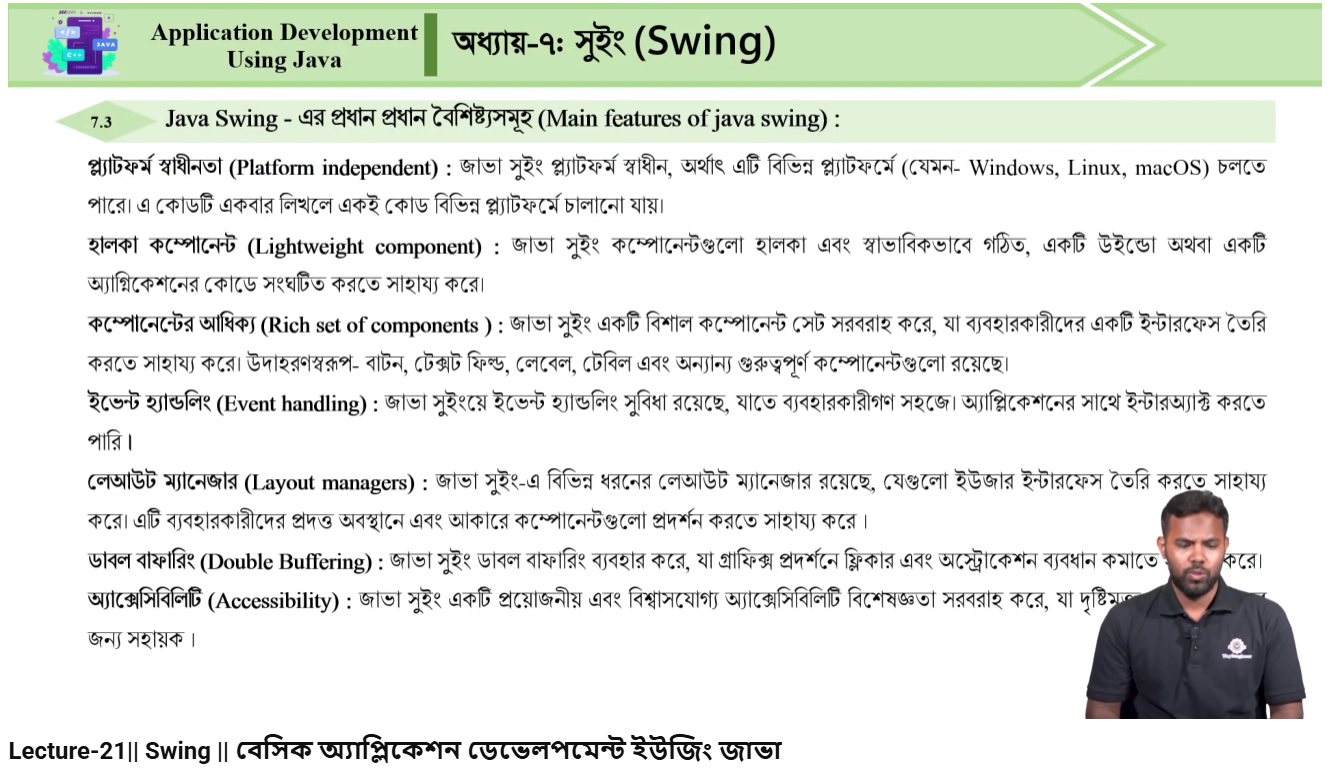 Application Development
Using Java
অধ্যায়-৭: সুইং (Swing)
7.3 Java Swing - এর প্রধান প্রধান বৈশিষ্ট্যসমূহ (Main features of java swing) :
প্ল্যাটফর্ম স্বাধীনতা (Platform independent) : জাভা সুইং প্ল্যাটফর্ম স্বাধীন, অর্থাৎ এটি বিভিন্ন প্ল্যাটফর্মে (যেমন- Windows, Linux, macOS) চলতে
পারে। এ কোডটি একবার লিখলে একই কোড বিভিন্ন প্ল্যাটফর্মে চালানো যায়।
হালকা কম্পোনেন্ট (Lightweight component) : জাভা সুইং কম্পোনেন্টগুলো হালকা এবং স্বাভাবিকভাবে গঠিত, একটি উইন্ডো অথবা একটি
অ্যাপ্লিকেশনের কোডে সংঘটিত করতে সাহায্য করে।
কম্পোনেন্টের আধিক্য (Rich set of components ) : জাভা সুইং একটি বিশাল কম্পোনেন্ট সেট সরবরাহ করে, যা ব্যবহারকারীদের একটি ইন্টারফেস তৈরি
করতে সাহায্য করে। উদাহরণস্বরূপ- বাটন, টেক্সট ফিল্ড, লেবেল, টেবিল এবং অন্যান্য গুরুত্বপূর্ণ কম্পোনেন্টগুলো রয়েছে।
ইভেন্ট হ্যান্ডলিং (Event handling) : জাভা সুইংয়ে ইভেন্ট হ্যান্ডলিং সুবিধা রয়েছে, যাতে ব্যবহারকারীগণ সহজে। অ্যাপ্লিকেশনের সাথে ইন্টারঅ্যাক্ট করতে
পারি।
লেআউট ম্যানেজার (Layout managers) : জাভা সুইং-এ বিভিন্ন ধরনের লেআউট ম্যানেজার রয়েছে, যেগুলো ইউজার ইন্টারফেস তৈরি করতে সাহায্য
করে। এটি ব্যবহারকারীদের প্রদত্ত অবস্থানে এবং আকারে কম্পোনেন্টগুলো প্রদর্শন করতে সাহায্য করে ।
ডাবল বাফারিং (Double Buffering) : জাভা সুইং ডাবল বাফারিং ব্যবহার করে, যা গ্রাফিক্স প্রদর্শনে ফ্লিকার এবং অস্ট্রোকেশন ব্যবধান কমাতে করে।
অ্যাক্সেসিবিলিটি (Accessibility) : জাভা সুইং একটি প্রয়োজনীয় এবং বিশ্বাসযোগ্য অ্যাক্সেসিবিলিটি বিশেষজ্ঞতা সরবরাহ করে, যা
জন্য সহায়ক ।
Lecture-21|| Swing || বেসিক অ্যাপ্লিকেশন ডেভেলপমেন্ট ইউজিং জাভা